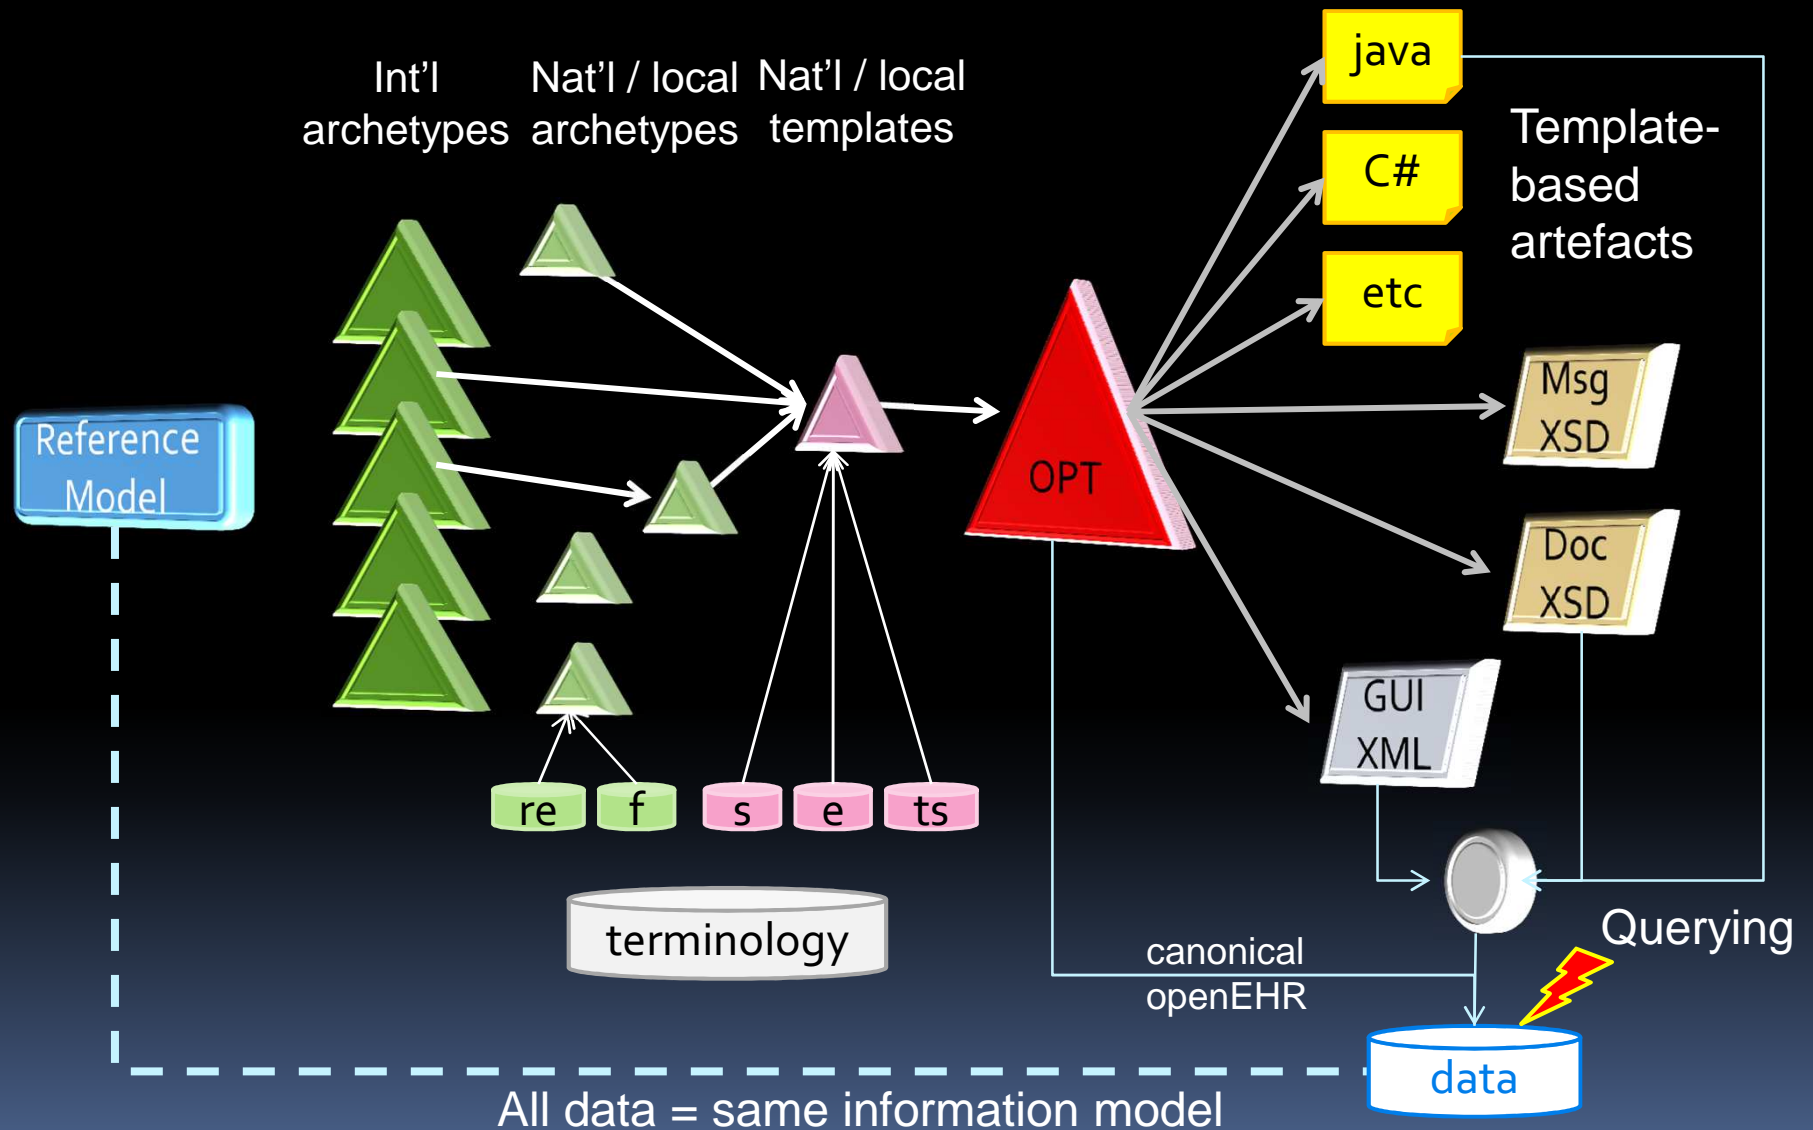 Int'l
archetypes
Nat'l / local
archetypes
Nat'l / local
templates
java
C#
etc
Template-
based
artefacts
Reference
Model
OPT
Msg
XSD
Doc
XSD
GUI
XML
re
f
s
e
ts
terminology
canonical
openEHR
Querying
data
All data = same information model